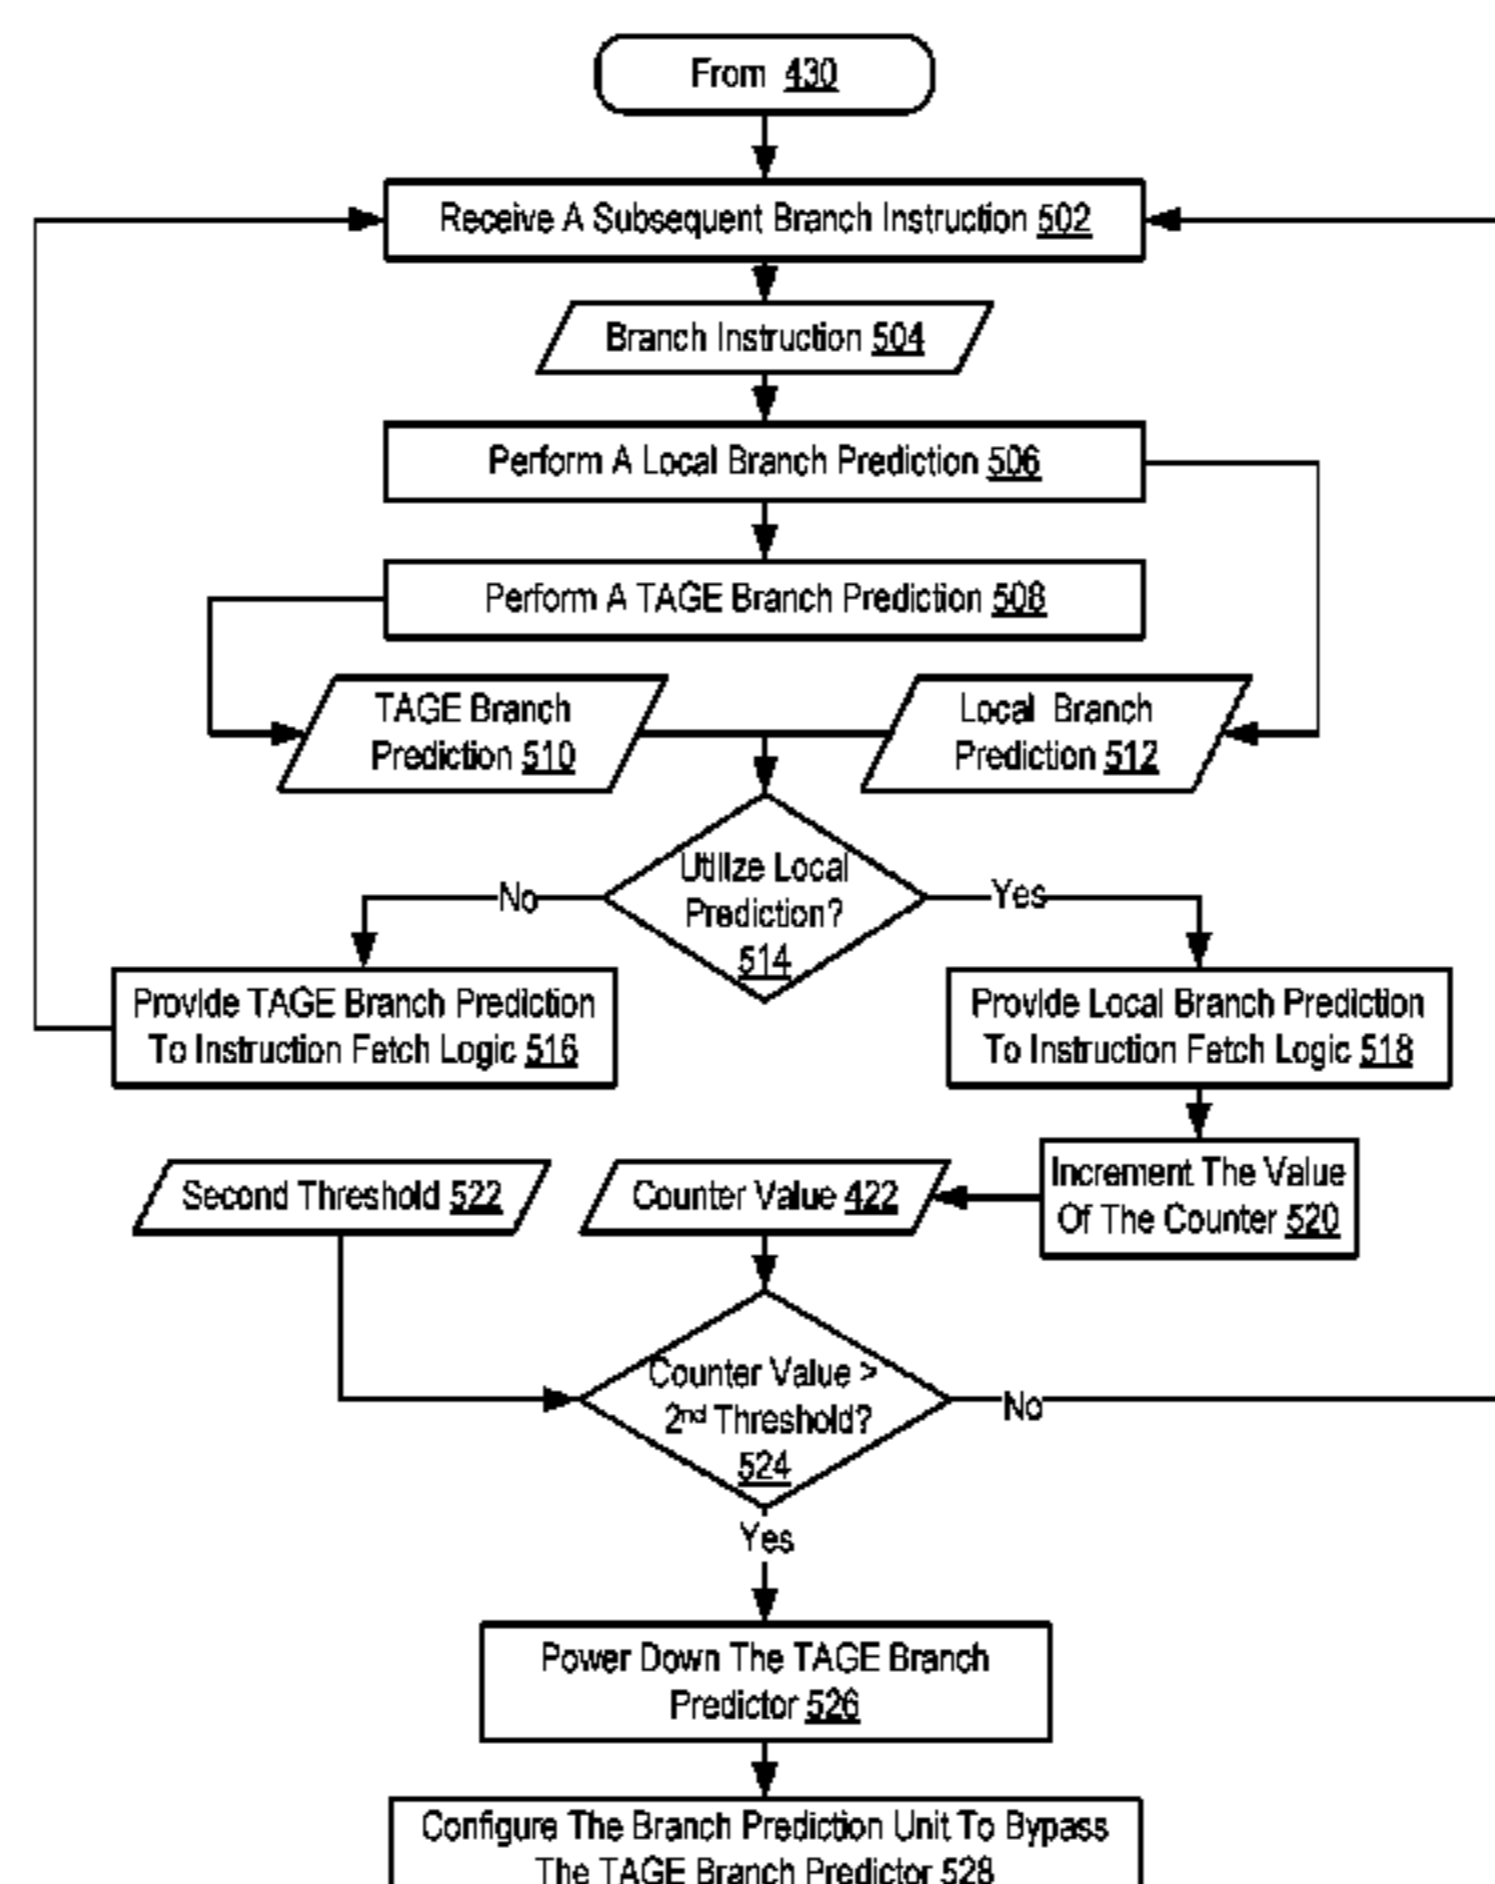 From 430
Receive A Subsequent Branch Instruction 502
Branch Instruction 504
Perform A Local Branch Prediction 506
Perform A TAGE Branch Prediction 508
TAGE Branch
Prediction 510
Local Branch
Prediction 512
Utilize Local
Prediction?
514
No
Yes
Provide TAGE Branch Prediction
To Instruction Fetch Logic 516
Provide Local Branch Prediction
To Instruction Fetch Logic 518
Increment The Value
Of The Counter 520
Second Threshold 522
Counter Value 422
Counter Value >
2nd Threshold?
524
No
Yes
Power Down The TAGE Branch
Predictor 526
Configure The Branch Prediction Unit To Bypass
The TAGE Branch Predictor 528